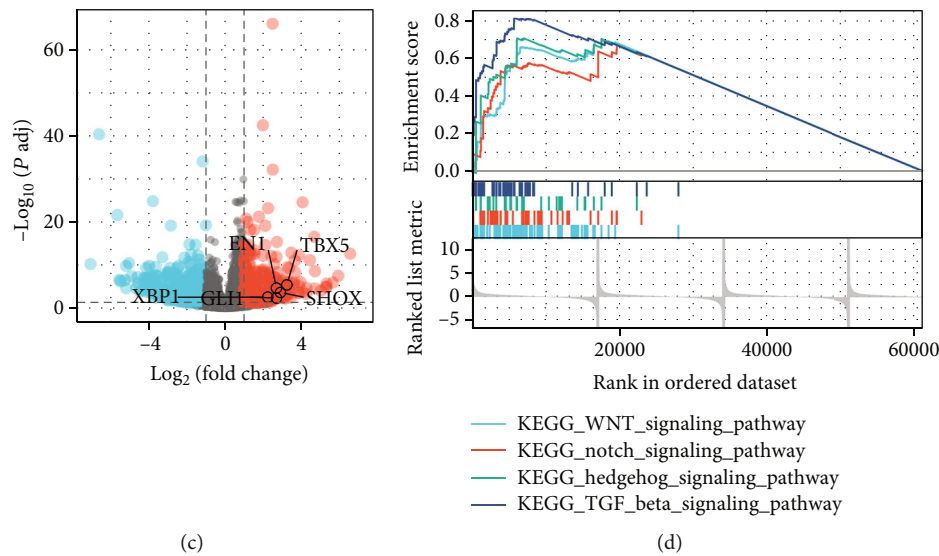 60
40
20
0
−Log10 (P adj)
EN1
TBX5
XBP1
GLI1
SHOX
−4
0
4
Log2 (fold change)
(c)
0.8
0.6
0.4
0.2
0.0
Enrichment score
10
5
0
−5
Ranked list metric
20000
40000
60000
Rank in ordered dataset
KEGG_WNT_signaling_pathway
KEGG_notch_signaling_pathway
KEGG_hedgehog_signaling_pathway
KEGG_TGF_beta_signaling_pathway
(d)